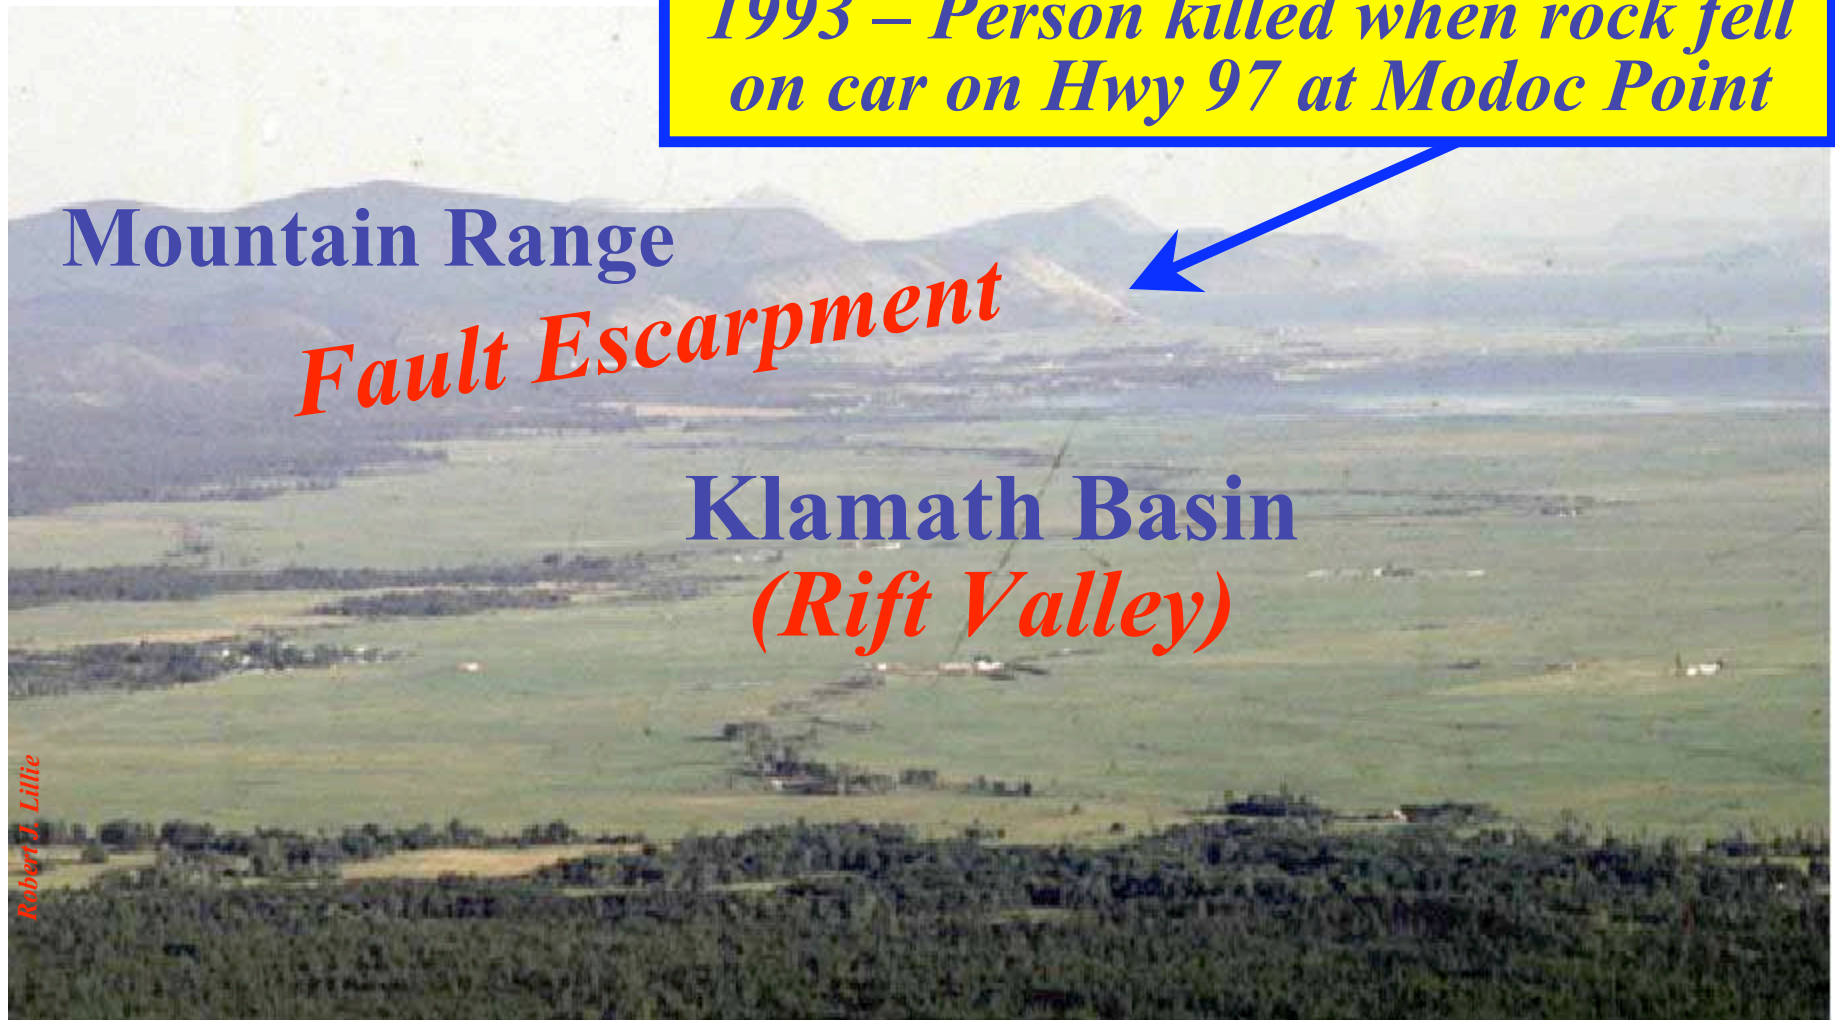 1993 – Person killed when rock fell
on car on Hwy 97 at Modoc Point
Mountain Range
Fault Escarpment
Klamath Basin
(Rift Valley)
Robert J. Lillie